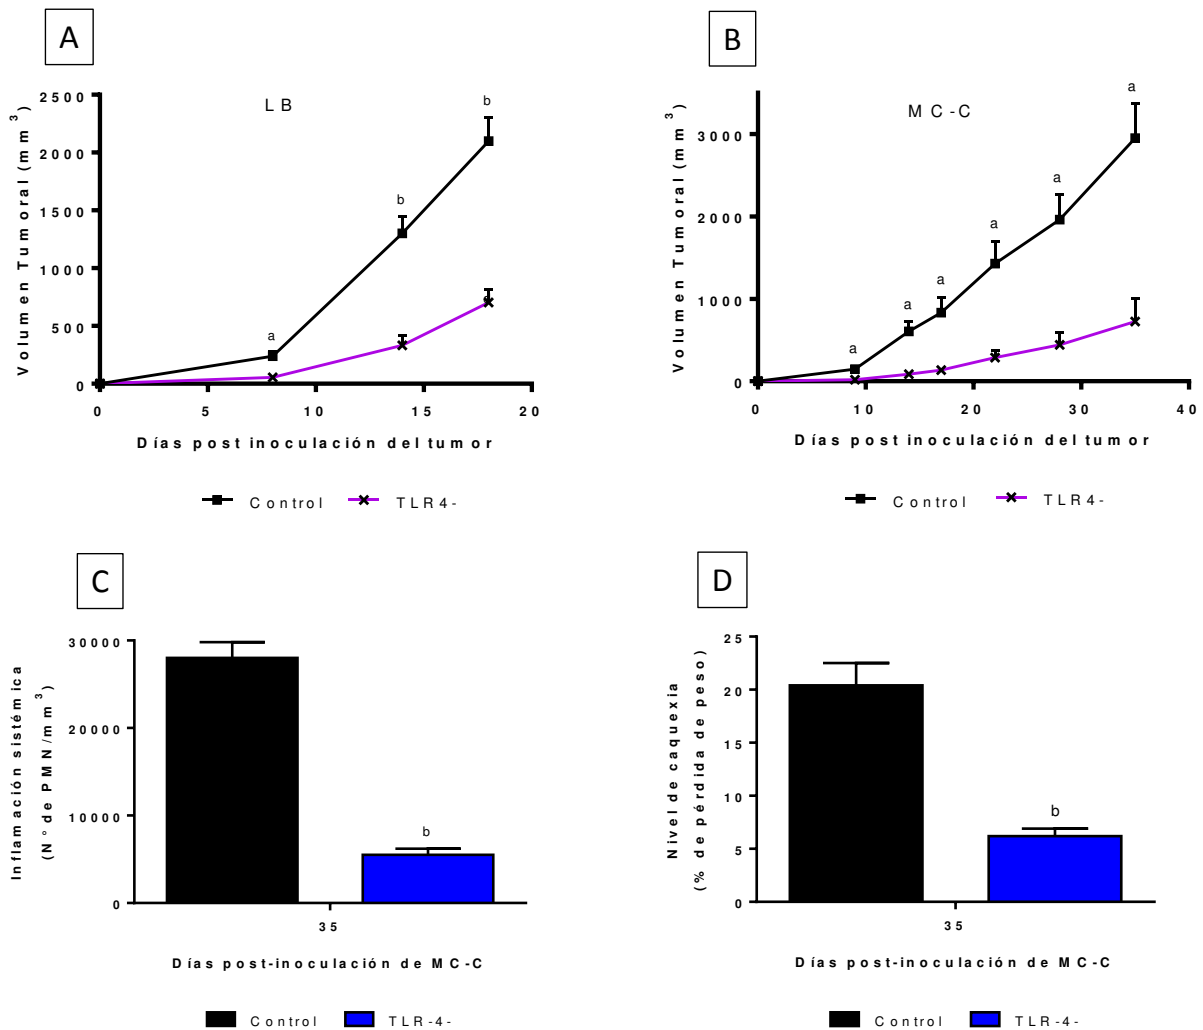 A
LB
Volumen Tumoral (mm3)
2500
2000
1500
1000
500
0
a
b
b
0 5 10 15 20
Días post inoculación del tumor
Control TLR4-
B
MC-C
Volumen Tumoral (mm3)
3000
2000
1000
0
a
a
a
a
a
a
0 10 20 30 40
Días post inoculación del tumor
Control TLR4-
C
Inflamación sistémica
(N° de PMN/mm3)
30000
20000
10000
0
b
35
Días post-inoculación de MC-C
Control TLR-4-
D
Nivel de caquexia
(% de pérdida de peso)
25
20
15
10
5
0
b
35
Días post-inoculación de MC-C
Control TLR-4-